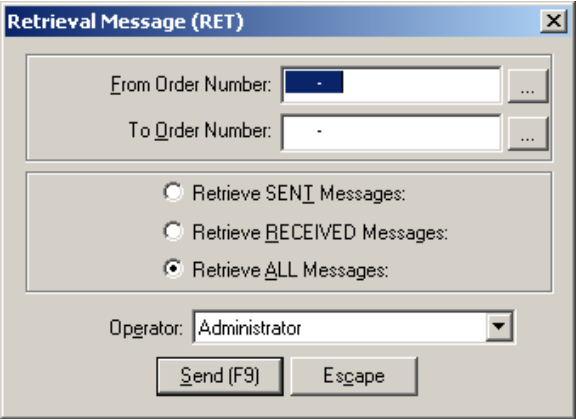 Retrieval Message (RET)
From Order Number: -
...
To Order Number: -
...
Retrieve SENT Messages:
Retrieve RECEIVED Messages:
Retrieve ALL Messages:
Operator: Administrator
Send (F9) Escape